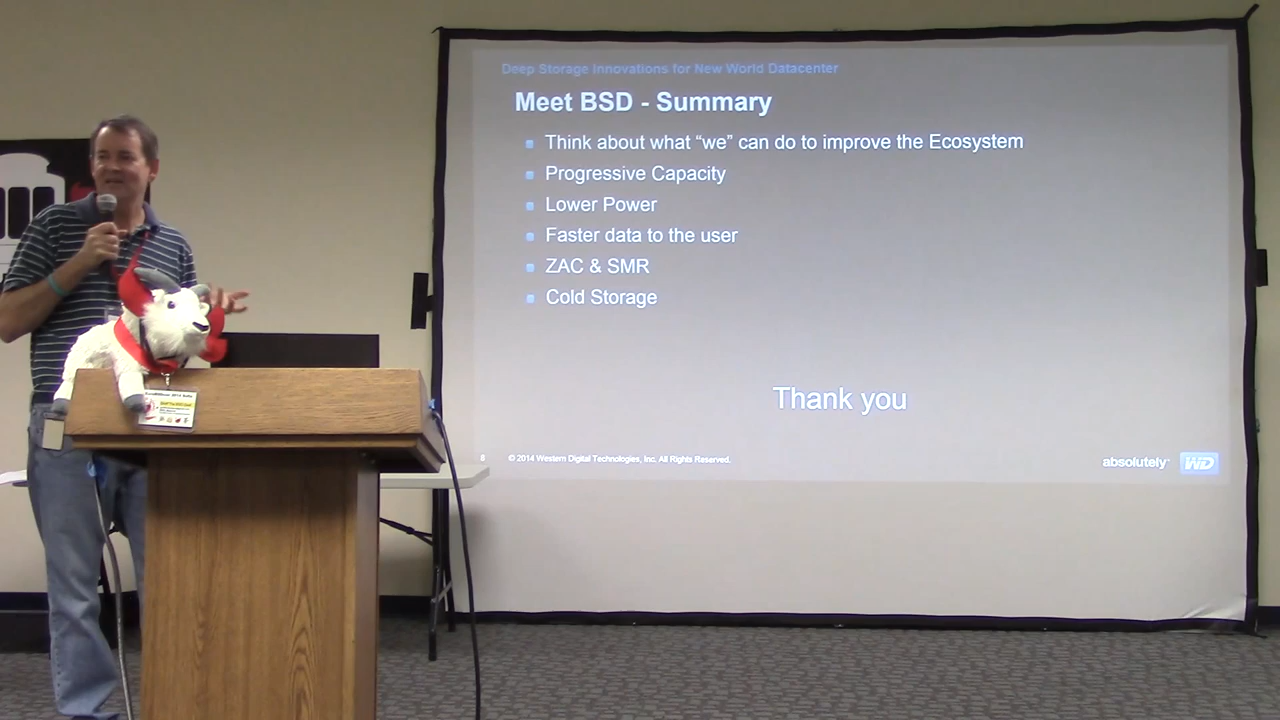 Deep Storage Innovations for New World Datacenter
Meet BSD - Summary
Think about what “we” can do to improve the Ecosystem
Progressive Capacity
Lower Power
Faster data to the user
ZAC & SMR
Cold Storage
Thank you
8 © 2014 Western Digital Technologies, Inc. All Rights Reserved.
absolutely™ WD